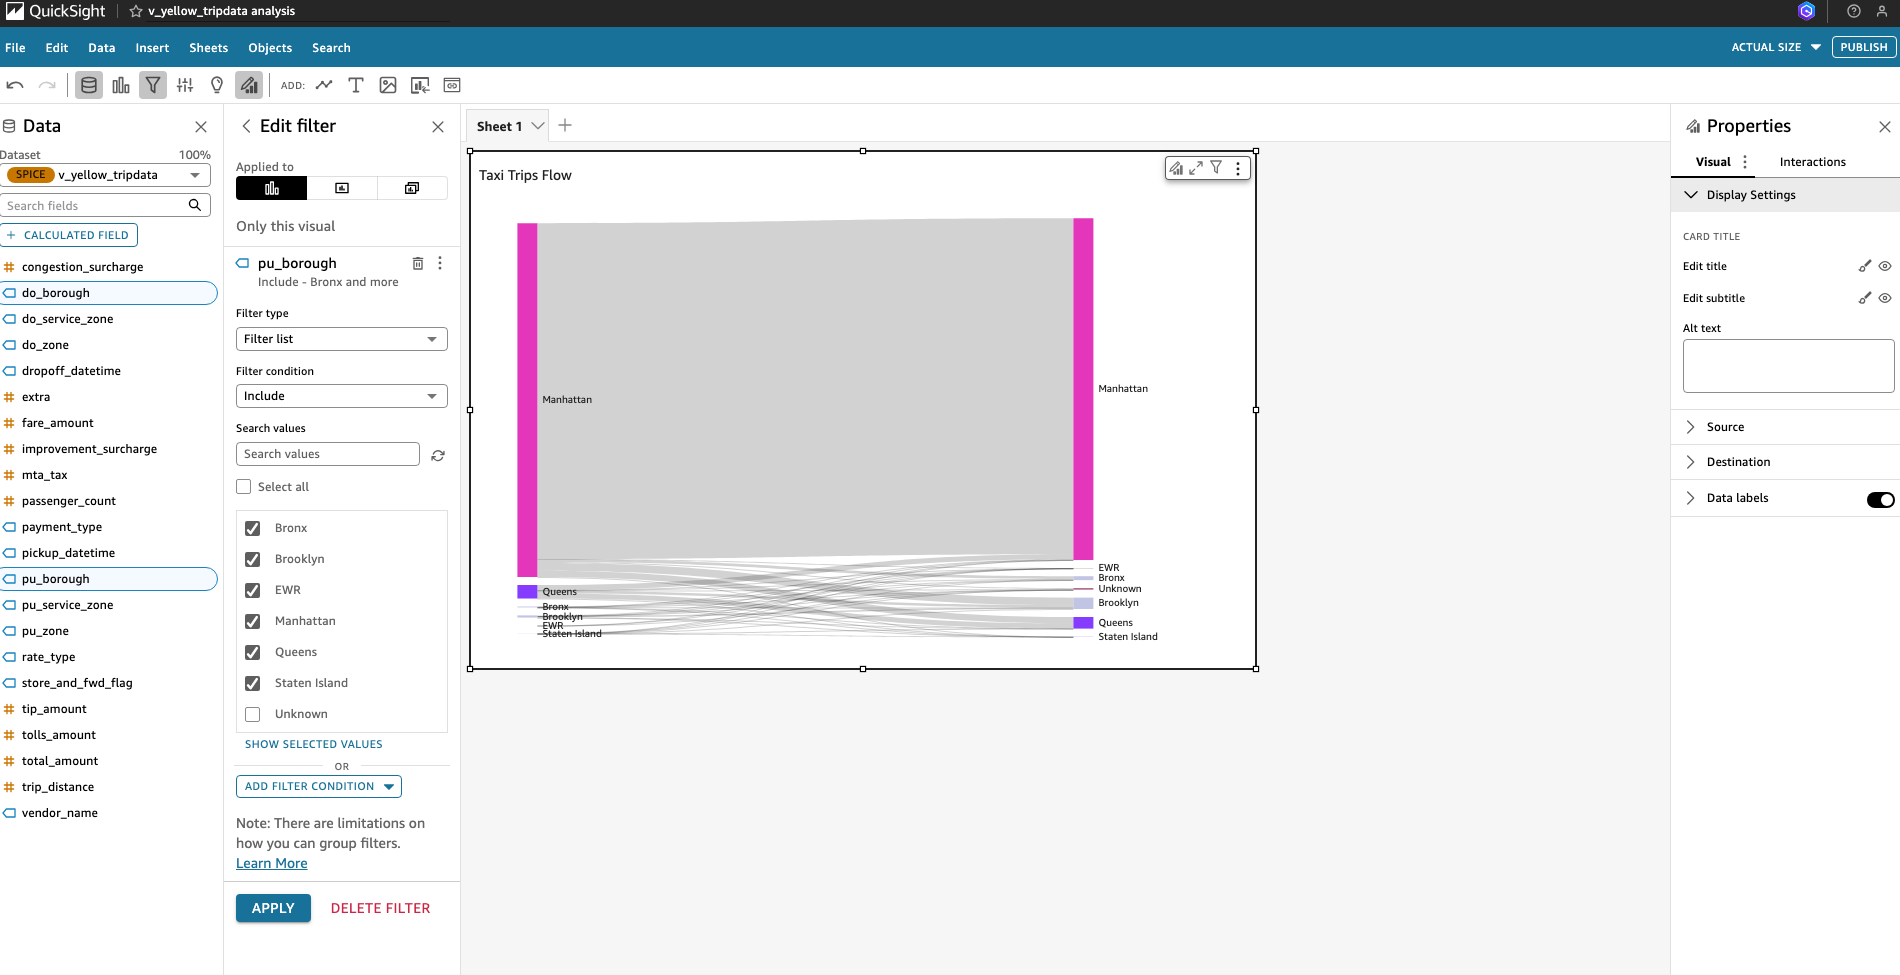 QuickSight
v_yellow_tripdata analysis
File Edit Data Insert Sheets Objects Search
ACTUAL SIZE
PUBLISH
ADD:
Data
Dataset 100%
SPICE v_yellow_tripdata
Search fields
+ CALCULATED FIELD
congestion_surcharge
do_borough
do_service_zone
do_zone
dropoff_datetime
extra
fare_amount
improvement_surcharge
mta_tax
passenger_count
payment_type
pickup_datetime
pu_borough
pu_service_zone
pu_zone
rate_type
store_and_fwd_flag
tip_amount
tolls_amount
total_amount
trip_distance
vendor_name
Edit filter
Applied to
Only this visual
pu_borough
Include - Bronx and more
Filter type
Filter list
Filter condition
Include
Search values
Search values
Select all
Bronx
Brooklyn
EWR
Manhattan
Queens
Staten Island
Unknown
SHOW SELECTED VALUES
OR
ADD FILTER CONDITION
Note: There are limitations on
how you can group filters.
Learn More
APPLY DELETE FILTER
Sheet 1
Taxi Trips Flow
Manhattan
Queens
Bronx
Brooklyn
EWR
Staten Island
Manhattan
EWR
Bronx
Unknown
Brooklyn
Queens
Staten Island
Properties
Visual Interactions
Display Settings
CARD TITLE
Edit title
Edit subtitle
Alt text
Source
Destination
Data labels